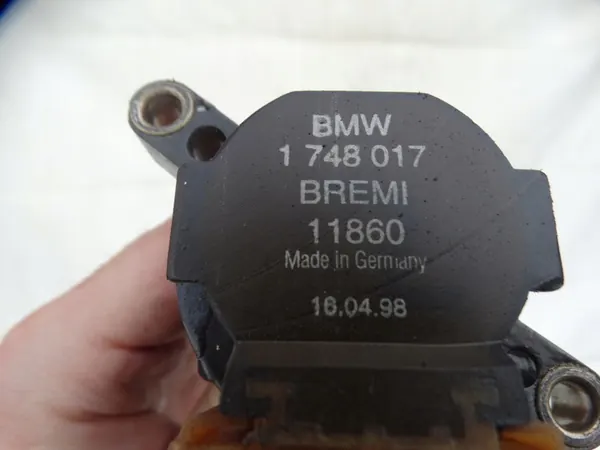 BMW
1 748 017
BREMI
11860
Made in Germany
16.04.98